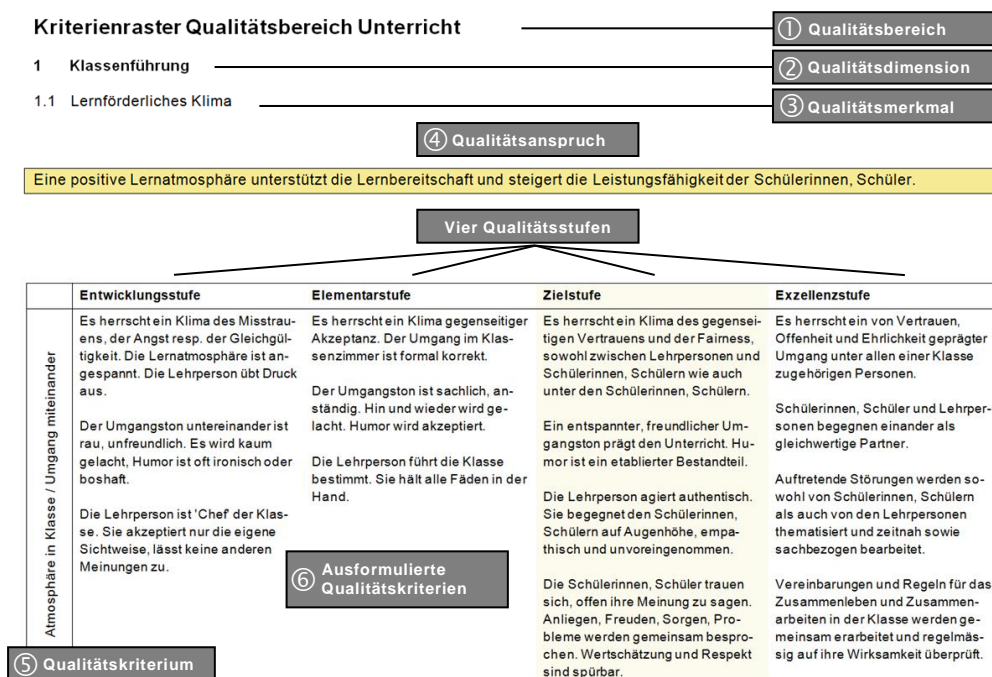 Kriterienraster Qualitätsbereich Unterricht
① Qualitätsbereich
1 Klassenführung
② Qualitätsdimension
1.1 Lernförderliches Klima
③ Qualitätsmerkmal
④ Qualitätsanspruch
Eine positive Lernatmosphäre unterstützt die Lernbereitschaft und steigert die Leistungsfähigkeit der Schülerinnen, Schüler.
Vier Qualitätsstufen
Entwicklungsstufe
Elementarstufe
Zielstufe
Exzellenzstufe
Atmosphäre in Klasse / Umgang miteinander
Es herrscht ein Klima des Misstrau-
ens, der Angst resp. der Gleichgül-
tigkeit. Die Lernatmosphäre ist an-
gespannt. Die Lehrperson übt Druck
aus.
Der Umgangston untereinander ist
rau, unfreundlich. Es wird kaum
gelacht, Humor ist oft ironisch oder
boshaft.
Die Lehrperson ist 'Chef' der Klas-
se. Sie akzeptiert nur die eigene
Sichtweise, lässt keine anderen
Meinungen zu.
Es herrscht ein Klima gegenseitiger
Akzeptanz. Der Umgang im Klas-
senzimmer ist formal korrekt.
Der Umgangston ist sachlich, an-
ständig. Hin und wieder wird ge-
lacht. Humor wird akzeptiert.
Die Lehrperson führt die Klasse
bestimmt. Sie hält alle Fäden in der
Hand.
Es herrscht ein Klima des gegensei-
tigen Vertrauens und der Fairness,
sowohl zwischen Lehrpersonen und
Schülerinnen, Schülern wie auch
unter den Schülerinnen, Schülern.
Ein entspannter, freundlicher Um-
gangston prägt den Unterricht. Hu-
mor ist ein etablierter Bestandteil.
Die Lehrperson agiert authentisch.
Sie begegnet den Schülerinnen,
Schülern auf Augenhöhe, empa-
thisch und unvoreingenommen.
Die Schülerinnen, Schüler trauen
sich, offen ihre Meinung zu sagen.
Anliegen, Freuden, Sorgen, Pro-
bleme werden gemeinsam bespro-
chen. Wertschätzung und Respekt
sind spürbar.
Es herrscht ein von Vertrauen,
Offenheit und Ehrlichkeit geprägter
Umgang unter allen einer Klasse
zugehörigen Personen.
Schülerinnen, Schüler und Lehrper-
sonen begegnen einander als
gleichwertige Partner.
Auftretende Störungen werden so-
wohl von Schülerinnen, Schülern
als auch von den Lehrpersonen
thematisiert und zeitnah sowie
sachbezogen bearbeitet.
Vereinbarungen und Regeln für das
Zusammenleben und Zusammen-
arbeiten in der Klasse werden ge-
meinsam erarbeitet und regelmäs-
sig auf ihre Wirksamkeit überprüft.
⑥ Ausformulierte
Qualitätskriterien
⑤ Qualitätskriterium